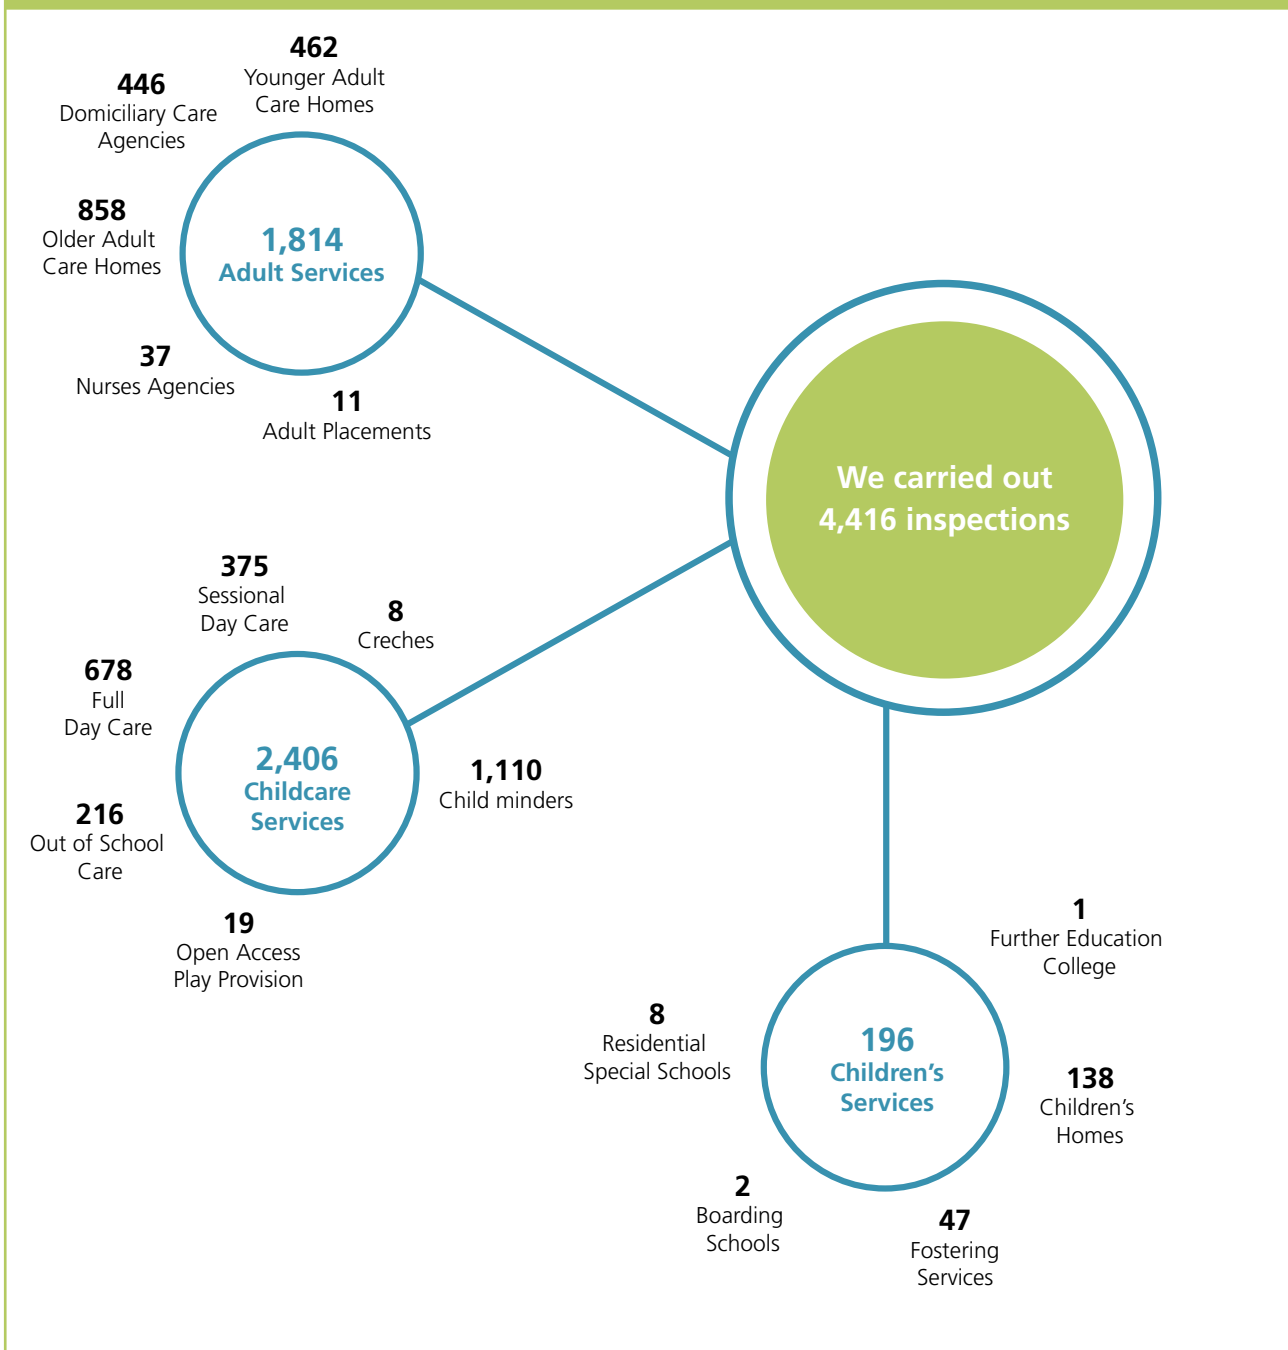 462
Younger Adult
Care Homes
446
Domiciliary Care
Agencies
858
Older Adult
Care Homes
1,814
Adult Services
37
Nurses Agencies
11
Adult Placements
We carried out
4,416 inspections
375
Sessional
Day Care
8
Creches
678
Full
Day Care
2,406
Childcare
Services
1,110
Child minders
216
Out of School
Care
19
Open Access
Play Provision
1
Further Education
College
8
Residential
Special Schools
196
Children's
Services
138
Children's
Homes
2
Boarding
Schools
47
Fostering
Services